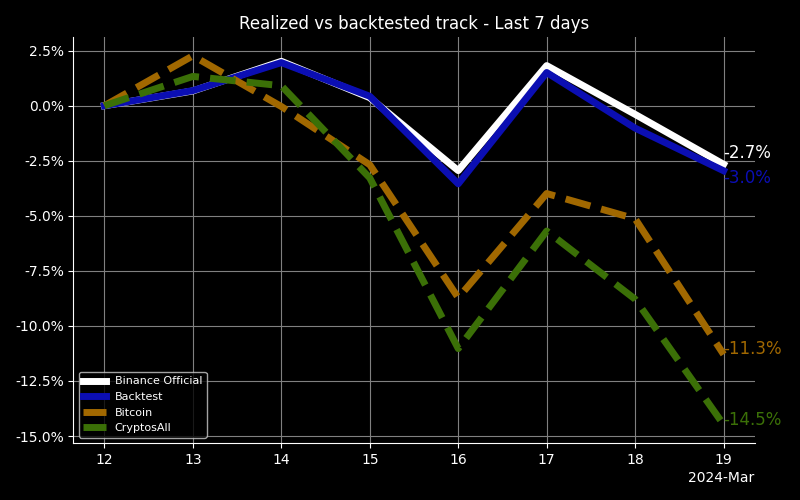 Realized vs backtested track - Last 7 days
2.5%
0.0%
-2.5%
-5.0%
-7.5%
-10.0%
-12.5%
-15.0%
-2.7%
-3.0%
-11.3%
-14.5%
Binance Official
Backtest
Bitcoin
CryptosAll
12 13 14 15 16 17 18 19
2024-Mar